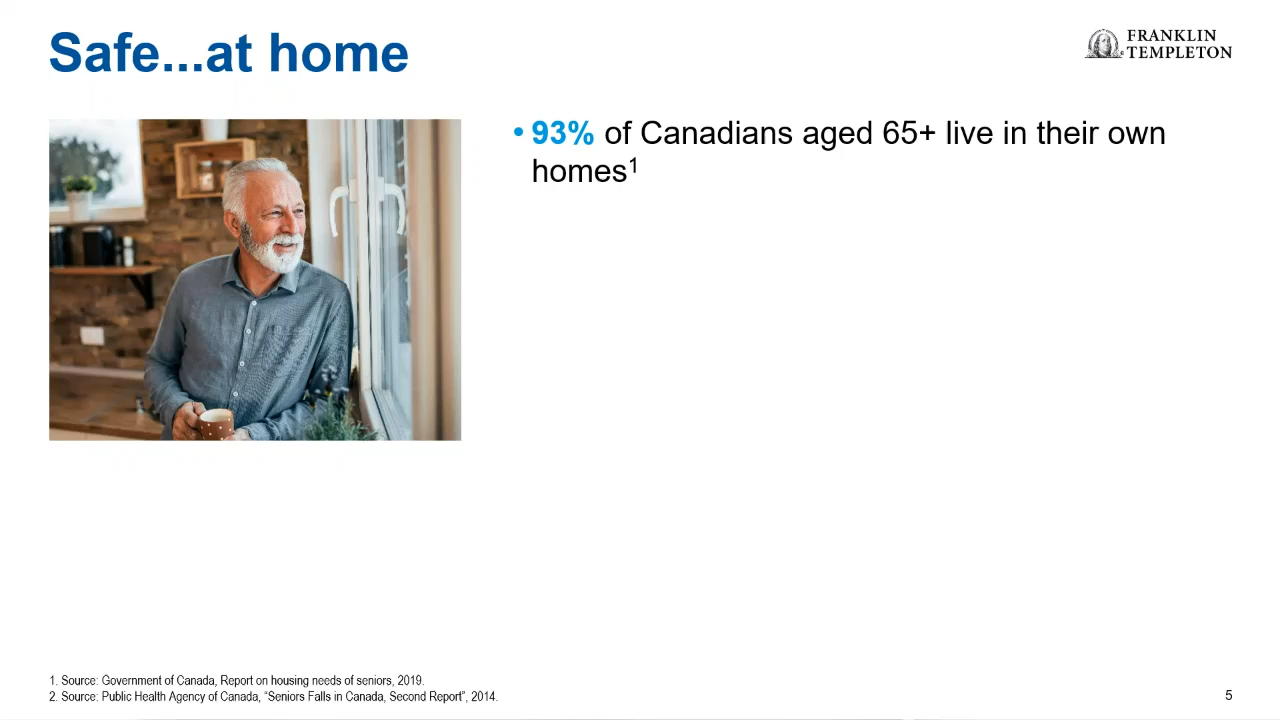 Safe...at home
FRANKLIN
TEMPLETON
• 93% of Canadians aged 65+ live in their own
homes¹
1. Source: Government of Canada, Report on housing needs of seniors, 2019.
2. Source: Public Health Agency of Canada, “Seniors Falls in Canada, Second Report”, 2014.
5